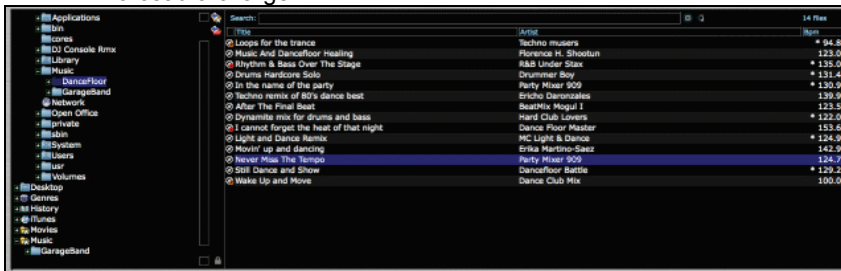 Applications
bin
cores
DJ Console Rmx
Library
Music
DanceFloor
GarageBand
Network
Open Office
private
sbin
System
Users
usr
Volumes
Desktop
Genres
History
iTunes
Movies
Music
GarageBand
Search: 14 files
Title Artist Bpm
Loops for the trance Techno musers * 94.8
Music And Dancefloor Healing Florence H. Shootun 123.0
Rhythm & Bass Over The Stage R&B Under Stax * 135.0
Drums Hardcore Solo Drummer Boy * 131.4
In the name of the party Party Mixer 909 * 130.9
Techno remix of 80's dance best Ericho Daronzales 139.9
After The Final Beat BeatMix Mogul I 123.5
Dynamite mix for drums and bass Hard Club Lovers * 122.0
I cannot forget the heat of that night Dance Floor Master 153.6
Light and Dance Remix MC Light & Dance * 124.9
Movin' up and dancing Erika Martino-Saez 142.9
Never Miss The Tempo Party Mixer 909 124.7
Still Dance and Show Dancefloor Battle * 129.2
Wake Up and Move Dance Club Mix 100.0